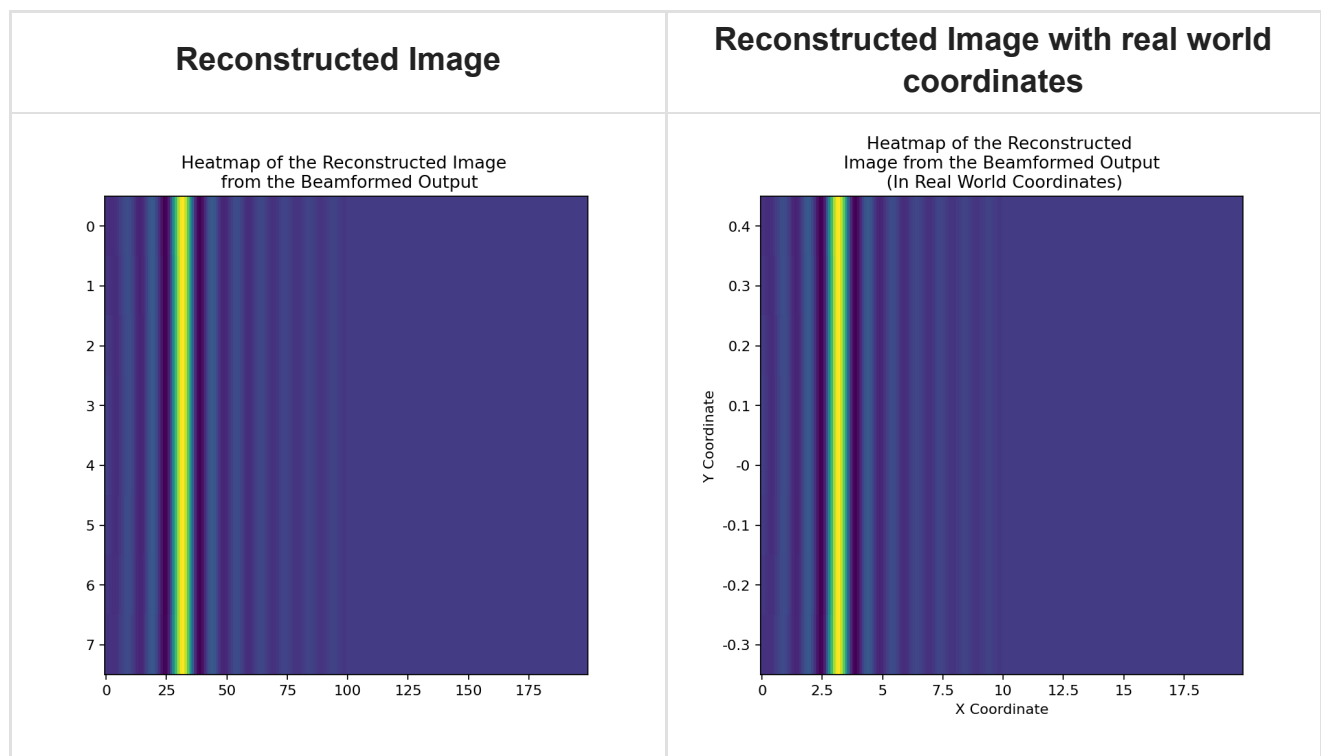 Reconstructed Image
Reconstructed Image with real world
coordinates
Heatmap of the Reconstructed Image
from the Beamformed Output
0
1
2
3
4
5
6
7
0 25 50 75 100 125 150 175
Heatmap of the Reconstructed
Image from the Beamformed Output
(In Real World Coordinates)
Y Coordinate
0.4
0.3
0.2
0.1
-0
-0.1
-0.2
-0.3
0 2.5 5 7.5 10 12.5 15 17.5
X Coordinate